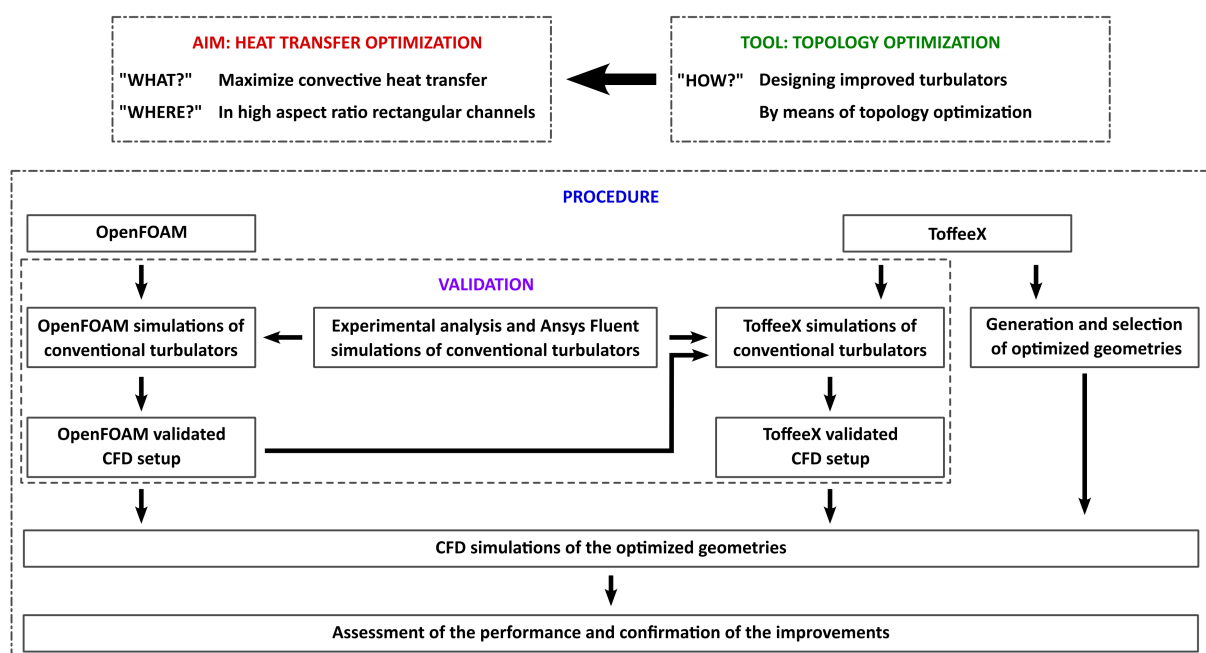 AIM: HEAT TRANSFER OPTIMIZATION
"WHAT?" Maximize convective heat transfer
"WHERE?" In high aspect ratio rectangular channels
TOOL: TOPOLOGY OPTIMIZATION
"HOW?" Designing improved turbulators
By means of topology optimization
PROCEDURE
OpenFOAM
ToffeeX
VALIDATION
OpenFOAM simulations of
conventional turbulators
Experimental analysis and Ansys Fluent
simulations of conventional turbulators
ToffeeX simulations of
conventional turbulators
Generation and selection
of optimized geometries
OpenFOAM validated
CFD setup
ToffeeX validated
CFD setup
CFD simulations of the optimized geometries
Assessment of the performance and confirmation of the improvements